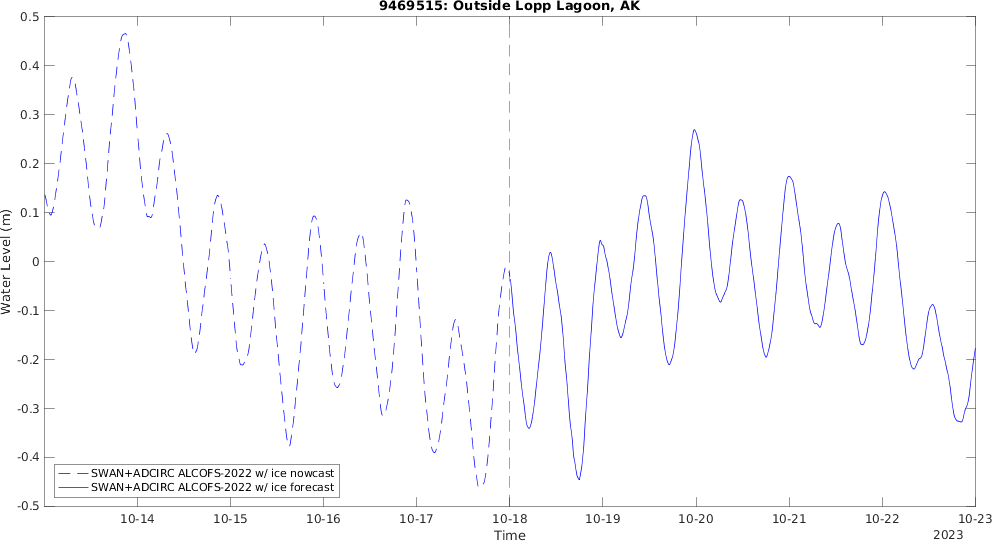 9469515: Outside Lopp Lagoon, AK
0.5
0.4
0.3
0.2
0.1
0
-0.1
-0.2
-0.3
-0.4
-0.5
Water Level (m)
SWAN+ADCIRC ALCOFS-2022 w/ ice nowcast
SWAN+ADCIRC ALCOFS-2022 w/ ice forecast
10-14 10-15 10-16 10-17 10-18 10-19 10-20 10-21 10-22 10-23
Time
2023